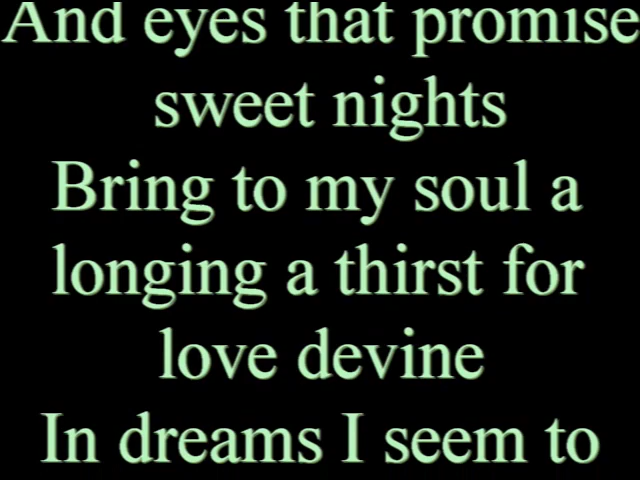 And eyes that promise
sweet nights
Bring to my soul a
longing a thirst for
love devine
In dreams I seem to